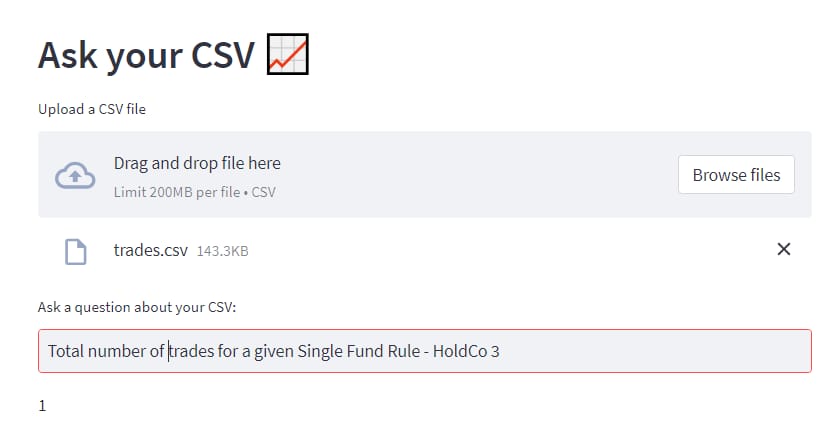 Ask your CSV
Upload a CSV file
Drag and drop file here
Limit 200MB per file • CSV
Browse files
trades.csv 143.3KB
Ask a question about your CSV:
Total number of trades for a given Single Fund Rule - HoldCo 3
1